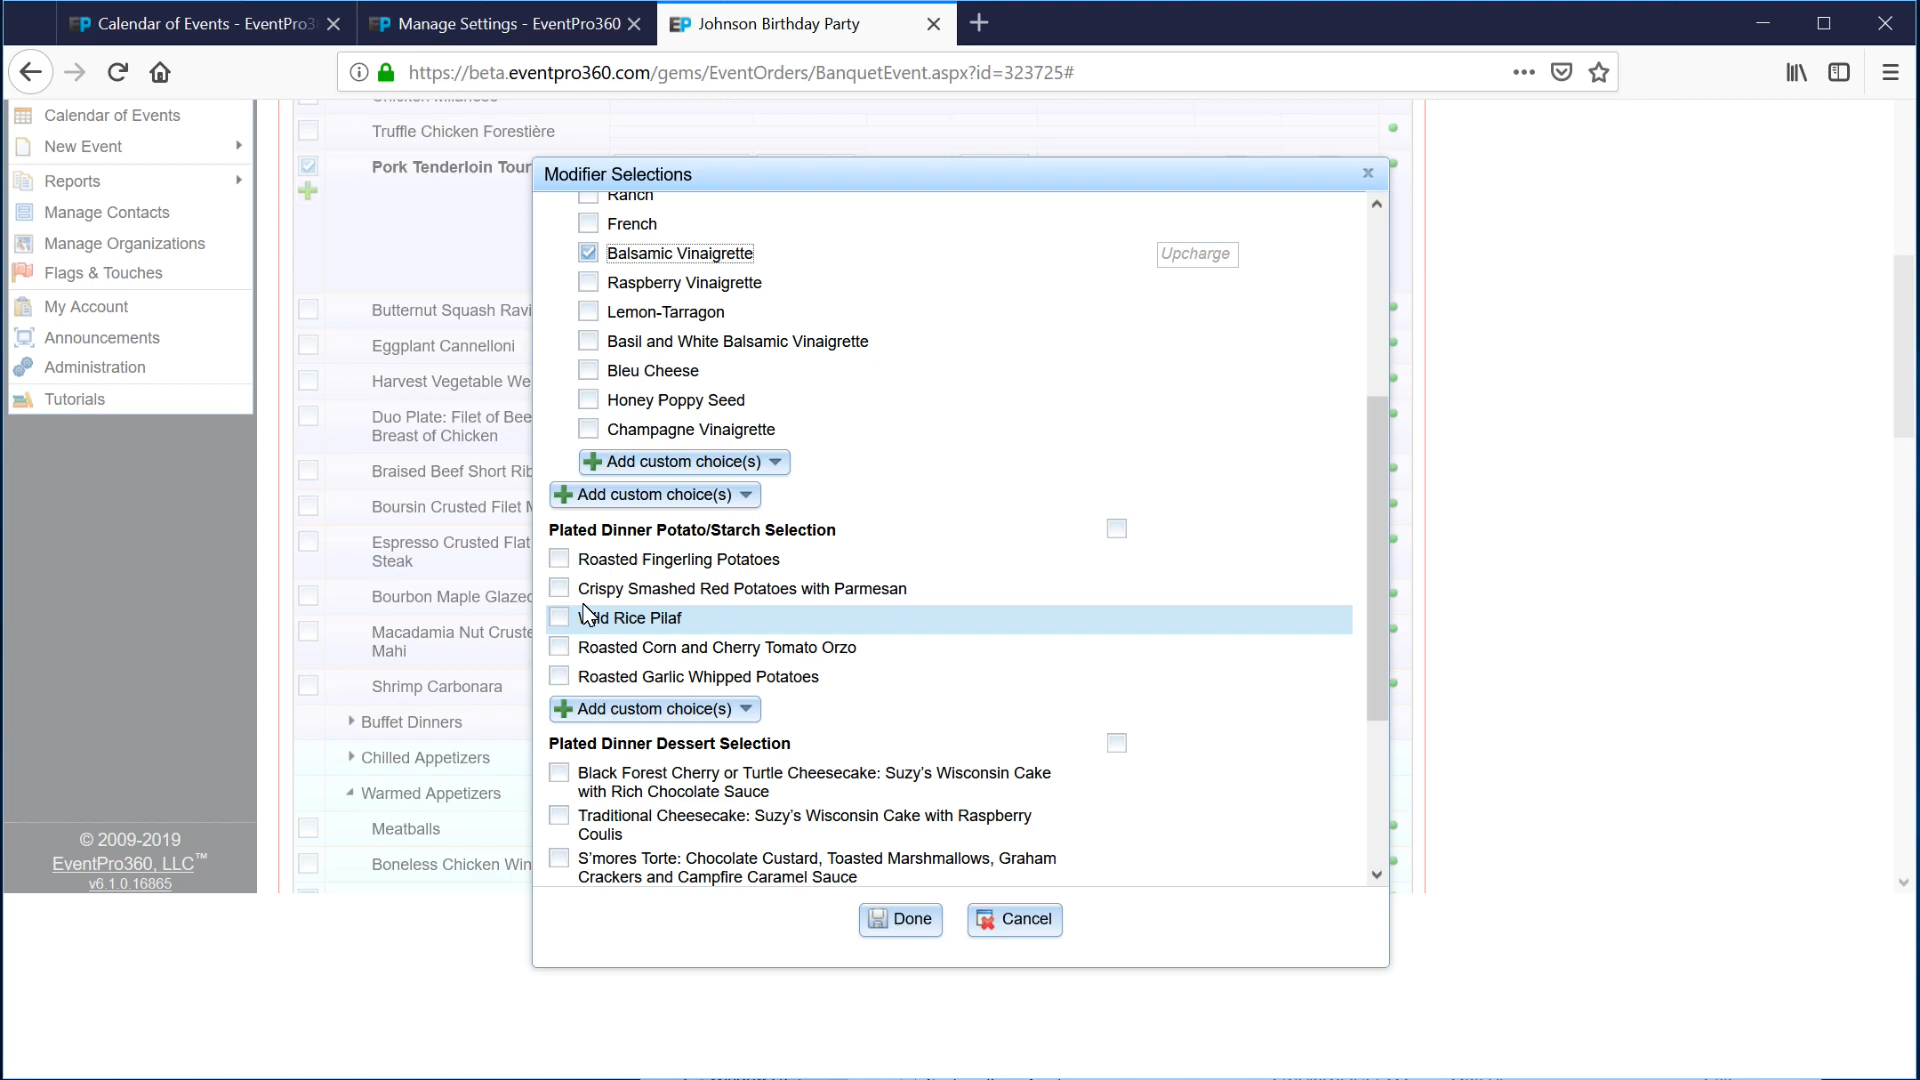 Calendar of Events - EventPro3
Manage Settings - EventPro360
Johnson Birthday Party
https://beta.eventpro360.com/gems/EventOrders/BanquetEvent.aspx?id=323725#
Calendar of Events
New Event
Reports
Manage Contacts
Manage Organizations
Flags & Touches
My Account
Announcements
Administration
Tutorials
© 2009-2019
EventPro360, LLC™
v6.1.0.16865
Truffle Chicken Forestière
Pork Tenderloin Tour
Butternut Squash Ravi
Eggplant Cannelloni
Harvest Vegetable We
Duo Plate: Filet of Bee
Breast of Chicken
Braised Beef Short Rib
Boursin Crusted Filet M
Espresso Crusted Flat
Steak
Bourbon Maple Glazed
Macadamia Nut Cruste
Mahi
Shrimp Carbonara
Buffet Dinners
Chilled Appetizers
Warmed Appetizers
Meatballs
Boneless Chicken Win
Modifier Selections
Ranch
French
Balsamic Vinaigrette
Upcharge
Raspberry Vinaigrette
Lemon-Tarragon
Basil and White Balsamic Vinaigrette
Bleu Cheese
Honey Poppy Seed
Champagne Vinaigrette
Add custom choice(s)
Add custom choice(s)
Plated Dinner Potato/Starch Selection
Roasted Fingerling Potatoes
Crispy Smashed Red Potatoes with Parmesan
Wild Rice Pilaf
Roasted Corn and Cherry Tomato Orzo
Roasted Garlic Whipped Potatoes
Add custom choice(s)
Plated Dinner Dessert Selection
Black Forest Cherry or Turtle Cheesecake: Suzy's Wisconsin Cake
with Rich Chocolate Sauce
Traditional Cheesecake: Suzy's Wisconsin Cake with Raspberry
Coulis
S'mores Torte: Chocolate Custard, Toasted Marshmallows, Graham
Crackers and Campfire Caramel Sauce
Done
Cancel